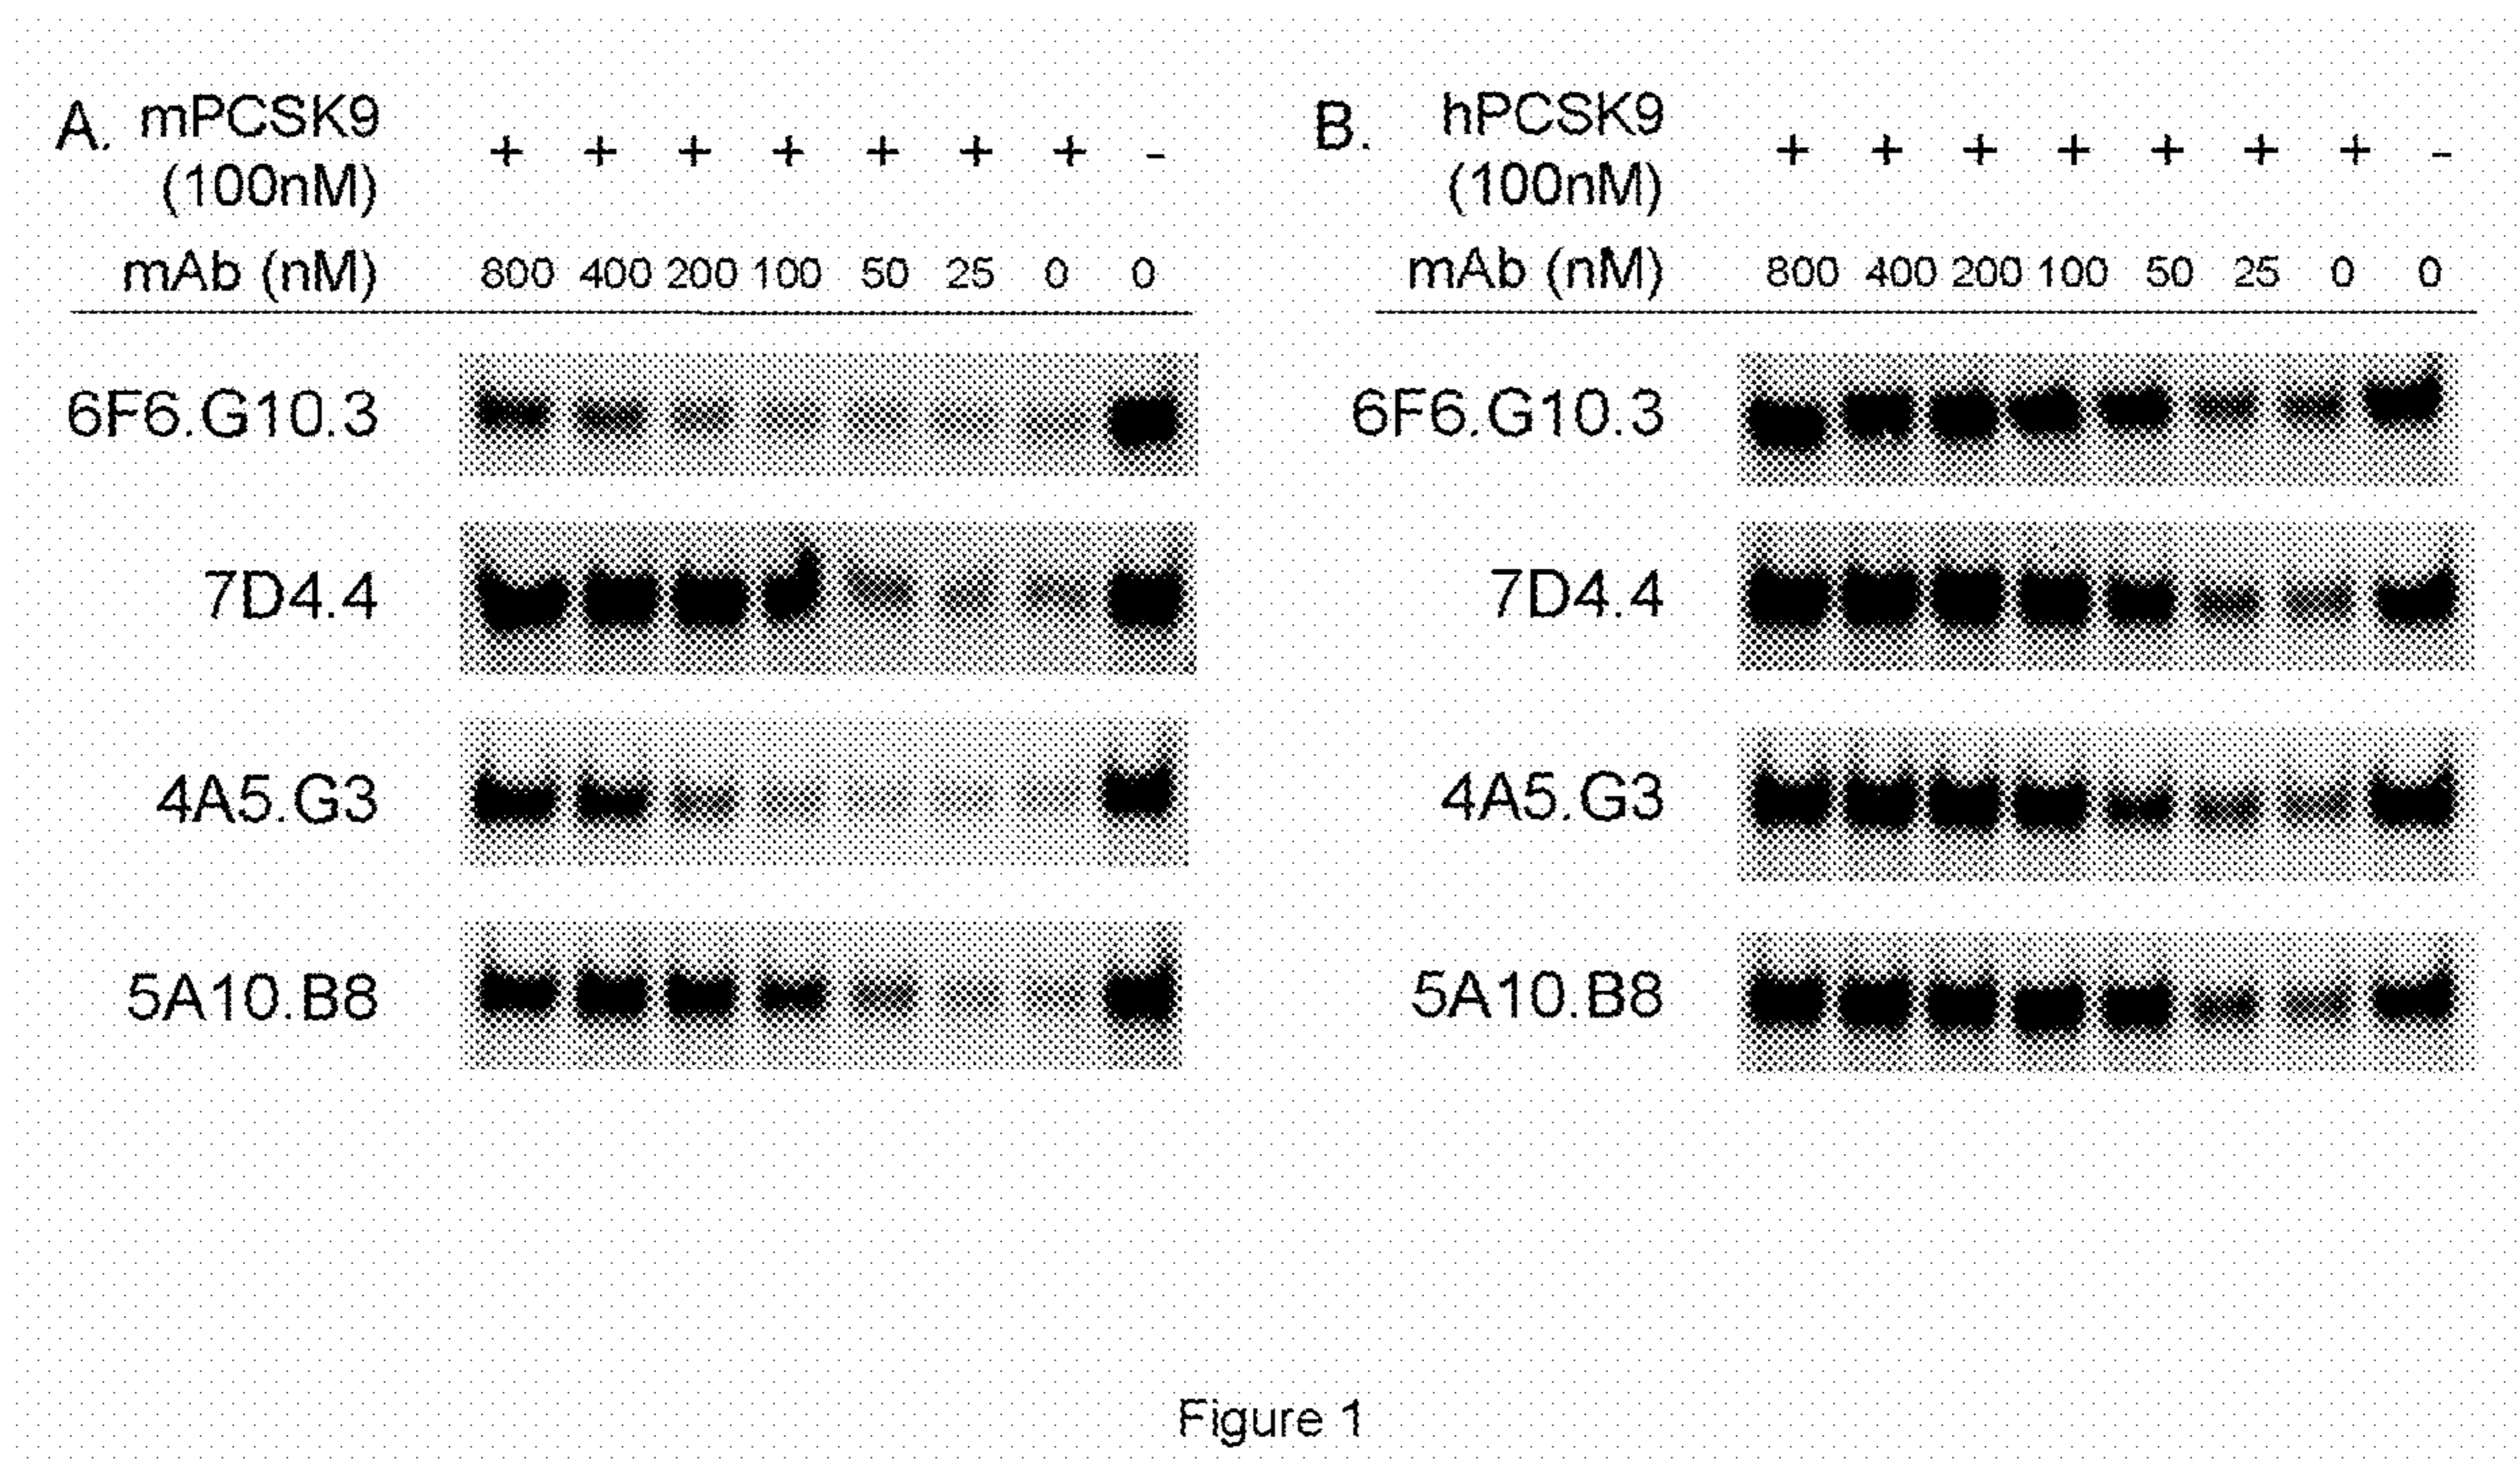 A. mPCSK9 + + + + + + + -
(100nM)
mAb (nM) 800 400 200 100 50 25 0 0
6F6.G10.3
7D4.4
4A5.G3
5A10.B8
B. hPCSK9 + + + + + + + -
(100nM)
mAb (nM) 800 400 200 100 50 25 0 0
6F6.G10.3
7D4.4
4A5.G3
5A10.B8
Figure 1